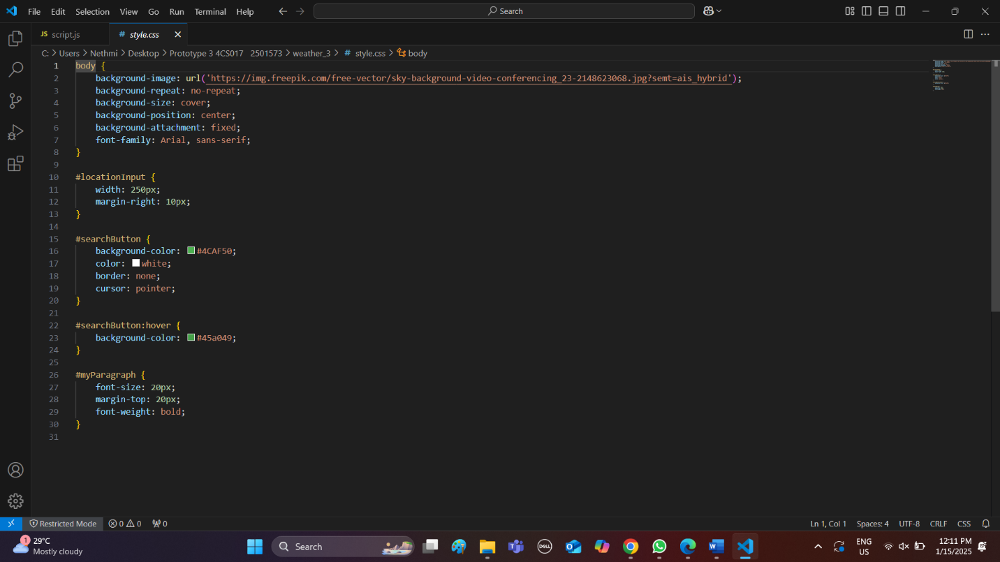 File Edit Selection View Go Run Terminal Help Search
JS script.js # style.css
C: > Users > Desktop > Prototype 3 4CS017 2501573 > weather_3 > # style.css > body
1 body {
2 background-image: url('https://img.freepik.com/free-vector/sky-background-video-conferencing_23-2148623068.jpg?semt=ais_hybrid');
3 background-repeat: no-repeat;
4 background-size: cover;
5 background-position: center;
6 background-attachment: fixed;
7 font-family: Arial, sans-serif;
8 }
9
10 #locationInput {
11 width: 250px;
12 margin-right: 10px;
13 }
14
15 #searchButton {
16 background-color: #4CAF50;
17 color: white;
18 border: none;
19 cursor: pointer;
20 }
21
22 #searchButton:hover {
23 background-color: #45a049;
24 }
25
26 #myParagraph {
27 font-size: 20px;
28 margin-top: 20px;
29 font-weight: bold;
30 }
31
Restricted Mode 0 0 0 Ln 1, Col 1 Spaces: 4 UTF-8 CRLF CSS
1 29°C
Mostly cloudy
Search
DELL
ENG
US
12:11 PM
1/15/2025